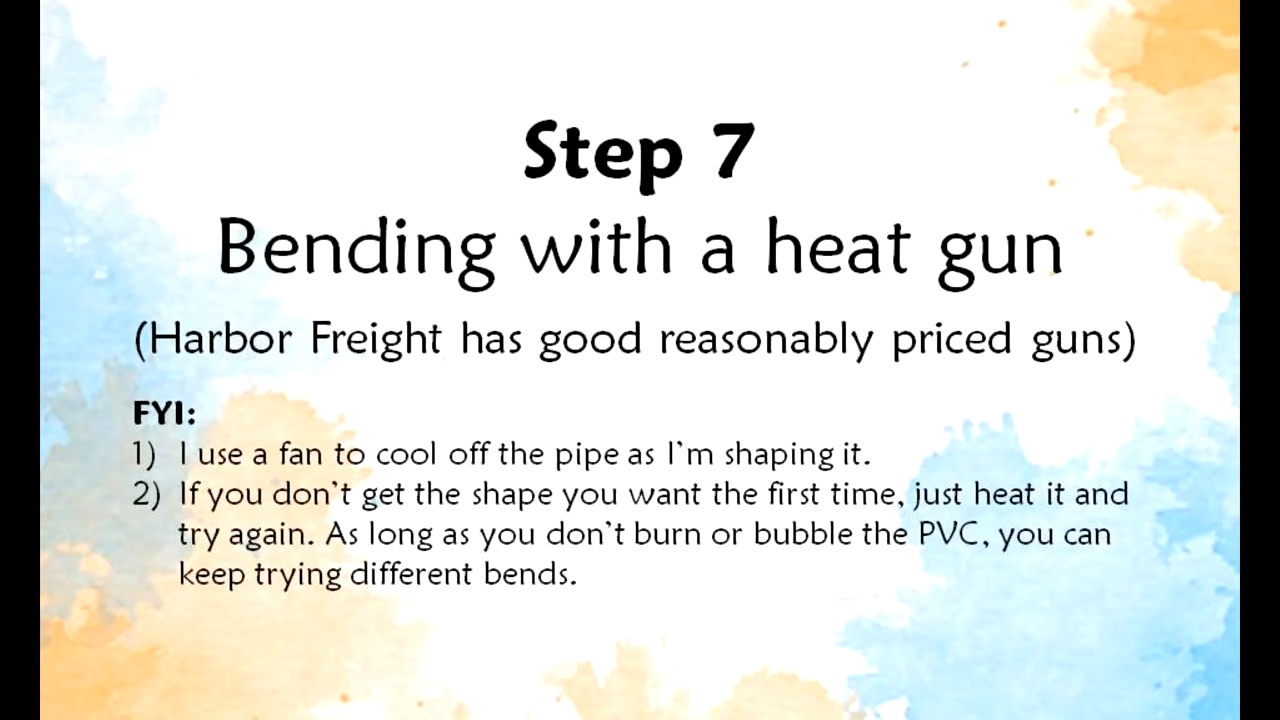 Step 7
Bending with a heat gun
(Harbor Freight has good reasonably priced guns)
FYI:
1) I use a fan to cool off the pipe as I'm shaping it.
2) If you don't get the shape you want the first time, just heat it and
try again. As long as you don't burn or bubble the PVC, you can
keep trying different bends.